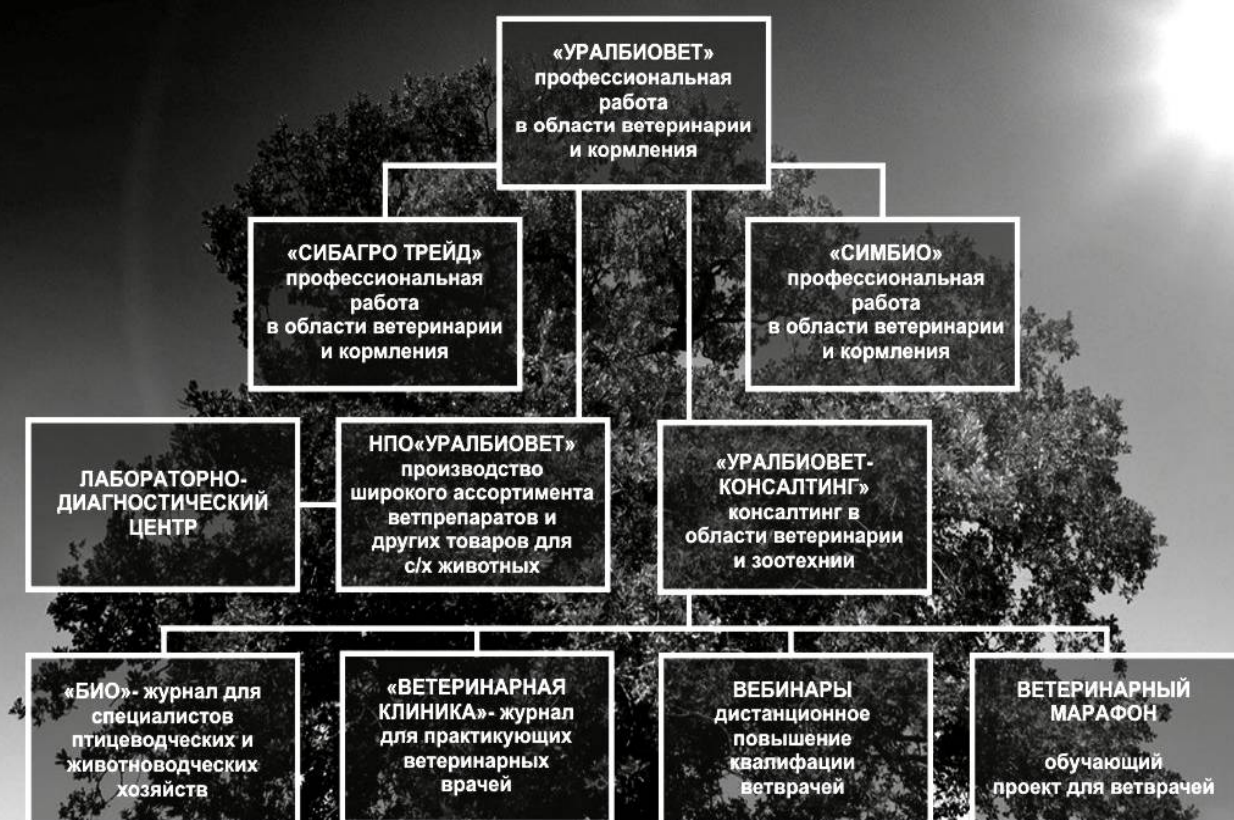 «УРАЛБИОВЕТ»
профессиональная
работа
в области ветеринарии
и кормления
«СИБАГРО ТРЕЙД»
профессиональная
работа
в области ветеринарии
и кормления
«СИМБИО»
профессиональная
работа
в области ветеринарии
и кормления
ЛАБОРАТОРНО-
ДИАГНОСТИЧЕСКИЙ
ЦЕНТР
НПО«УРАЛБИОВЕТ»
производство
широкого ассортимента
ветпрепаратов и
других товаров для
с/х животных
«УРАЛБИОВЕТ-
КОНСАЛТИНГ»
консалтинг в
области ветеринарии
и зоотехнии
«БИО»- журнал для
специалистов
птицеводческих и
животноводческих
хозяйств
«ВЕТЕРИНАРНАЯ
КЛИНИКА»- журнал
для практикующих
ветеринарных
врачей
ВЕБИНАРЫ
дистанционное
повышение
квалифации
ветврачей
ВЕТЕРИНАРНЫЙ
МАРАФОН
обучающий
проект для ветврачей